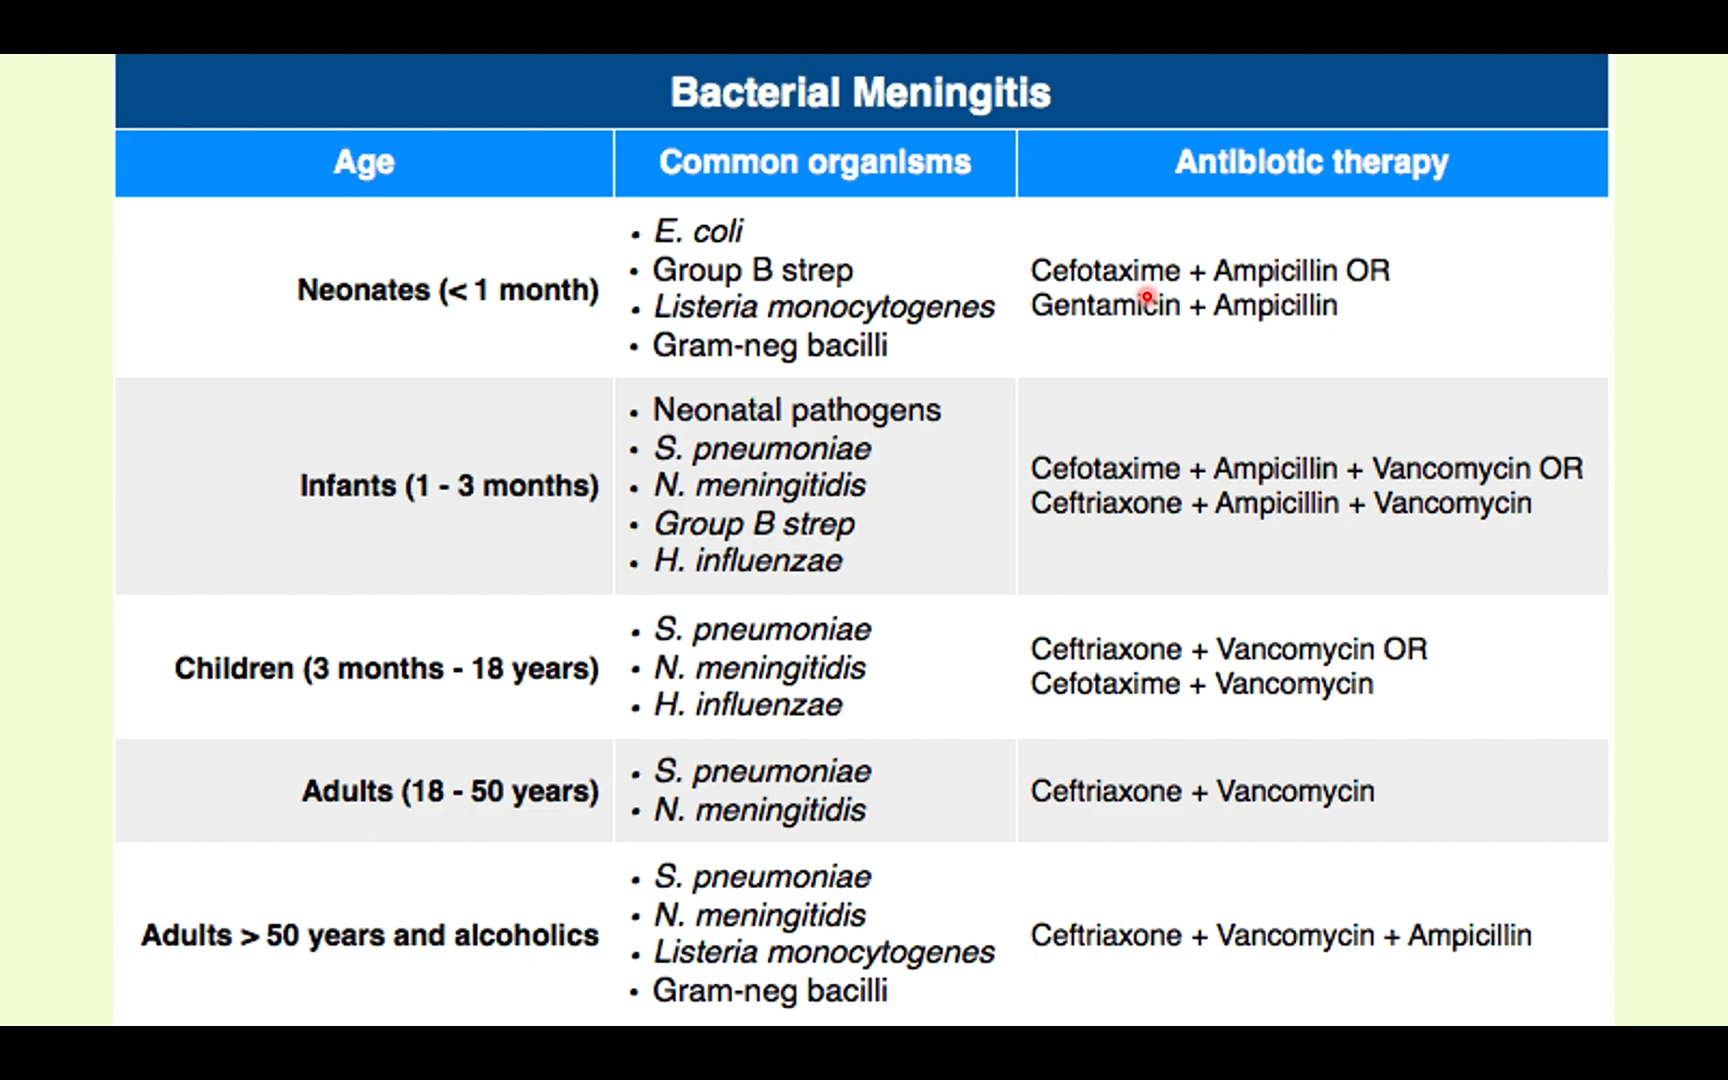 Bacterial Meningitis
Age
Common organisms
Antibiotic therapy
Neonates (< 1 month)
• E. coli
• Group B strep
• Listeria monocytogenes
• Gram-neg bacilli
Cefotaxime + Ampicillin OR
Gentamicin + Ampicillin
Infants (1 - 3 months)
• Neonatal pathogens
• S. pneumoniae
• N. meningitidis
• Group B strep
• H. influenzae
Cefotaxime + Ampicillin + Vancomycin OR
Ceftriaxone + Ampicillin + Vancomycin
Children (3 months - 18 years)
• S. pneumoniae
• N. meningitidis
• H. influenzae
Ceftriaxone + Vancomycin OR
Cefotaxime + Vancomycin
Adults (18 - 50 years)
• S. pneumoniae
• N. meningitidis
Ceftriaxone + Vancomycin
Adults > 50 years and alcoholics
• S. pneumoniae
• N. meningitidis
• Listeria monocytogenes
• Gram-neg bacilli
Ceftriaxone + Vancomycin + Ampicillin